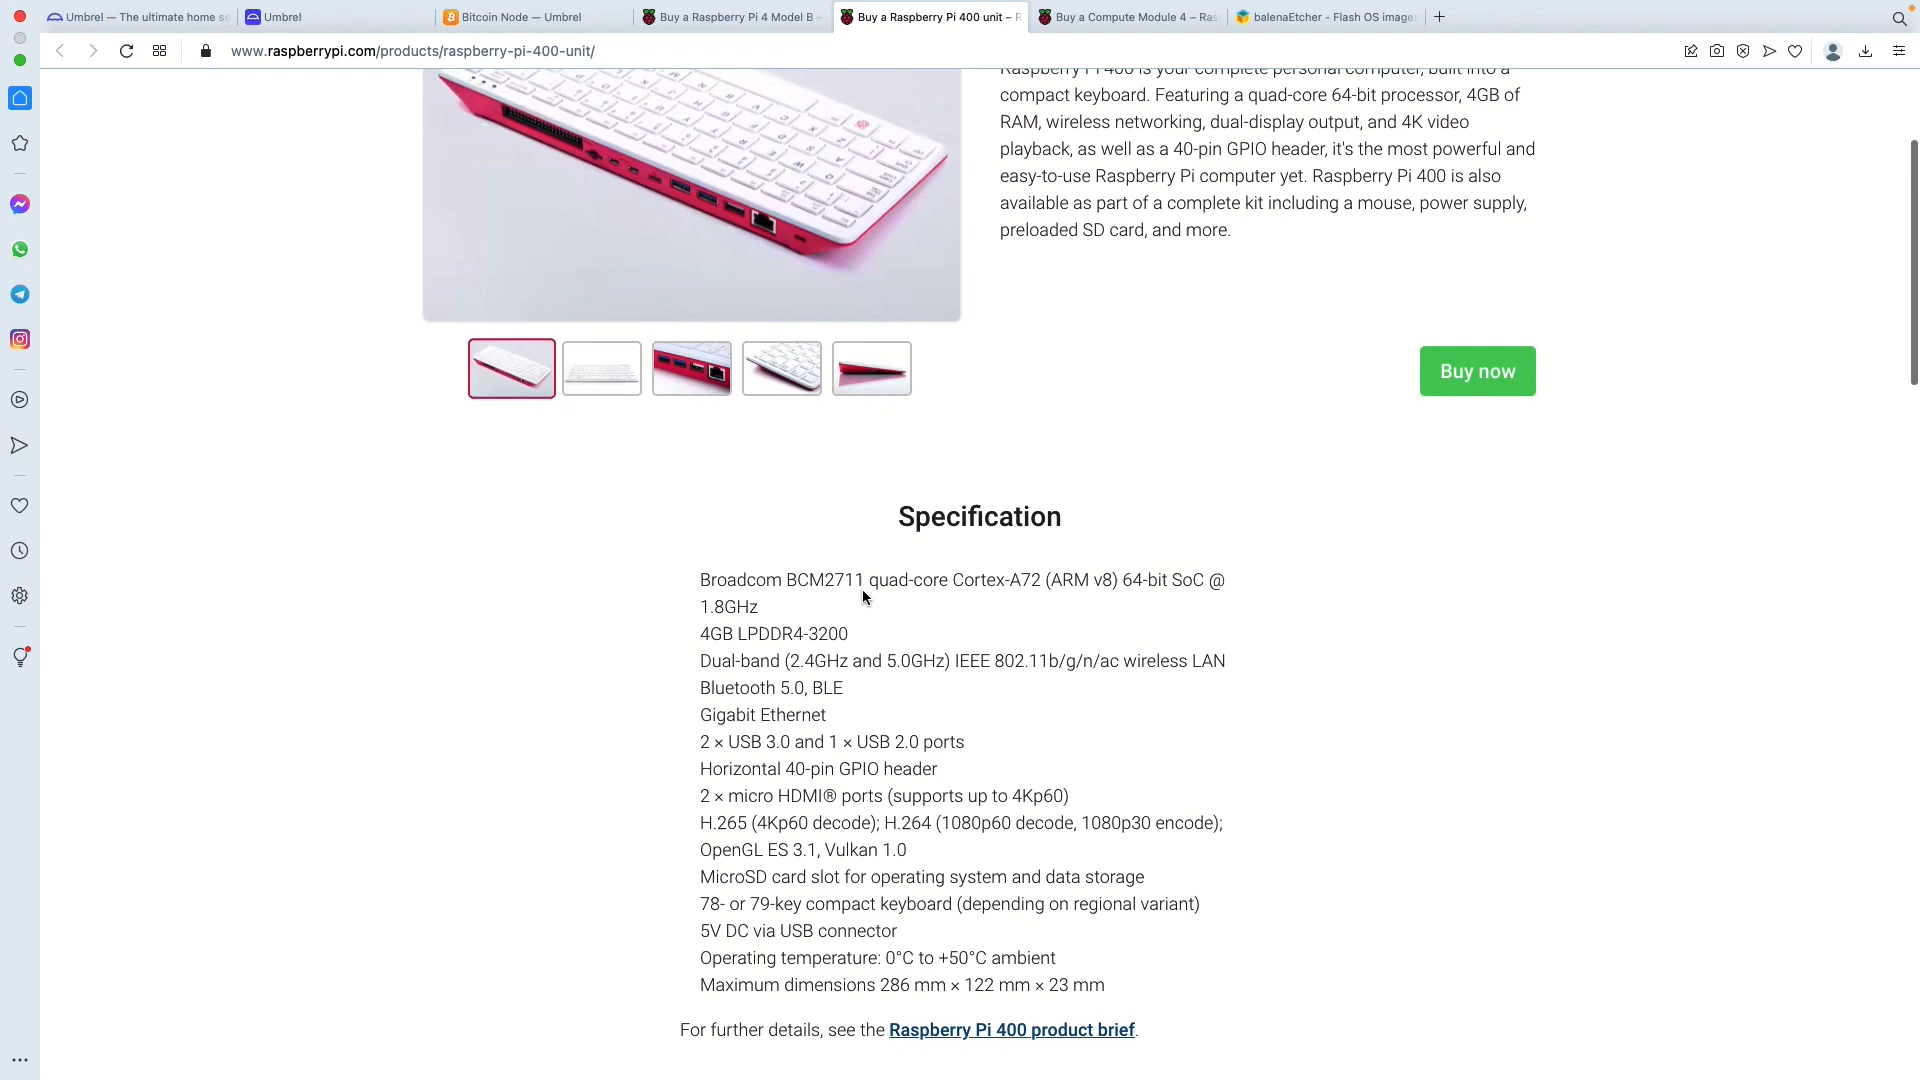 Umbrel — The ultimate home se
Umbrel
Bitcoin Node — Umbrel
Buy a Raspberry Pi 4 Model B –
Buy a Raspberry Pi 400 unit – R
Buy a Compute Module 4 – Ras
balenaEtcher - Flash OS images
www.raspberrypi.com/products/raspberry-pi-400-unit/
Raspberry Pi 400 is your complete personal computer, built into a
compact keyboard. Featuring a quad-core 64-bit processor, 4GB of
RAM, wireless networking, dual-display output, and 4K video
playback, as well as a 40-pin GPIO header, it's the most powerful and
easy-to-use Raspberry Pi computer yet. Raspberry Pi 400 is also
available as part of a complete kit including a mouse, power supply,
preloaded SD card, and more.
Buy now
Specification
Broadcom BCM2711 quad-core Cortex-A72 (ARM v8) 64-bit SoC @
1.8GHz
4GB LPDDR4-3200
Dual-band (2.4GHz and 5.0GHz) IEEE 802.11b/g/n/ac wireless LAN
Bluetooth 5.0, BLE
Gigabit Ethernet
2 × USB 3.0 and 1 × USB 2.0 ports
Horizontal 40-pin GPIO header
2 × micro HDMI® ports (supports up to 4Kp60)
H.265 (4Kp60 decode); H.264 (1080p60 decode, 1080p30 encode);
OpenGL ES 3.1, Vulkan 1.0
MicroSD card slot for operating system and data storage
78- or 79-key compact keyboard (depending on regional variant)
5V DC via USB connector
Operating temperature: 0°C to +50°C ambient
Maximum dimensions 286 mm × 122 mm × 23 mm
For further details, see the Raspberry Pi 400 product brief.